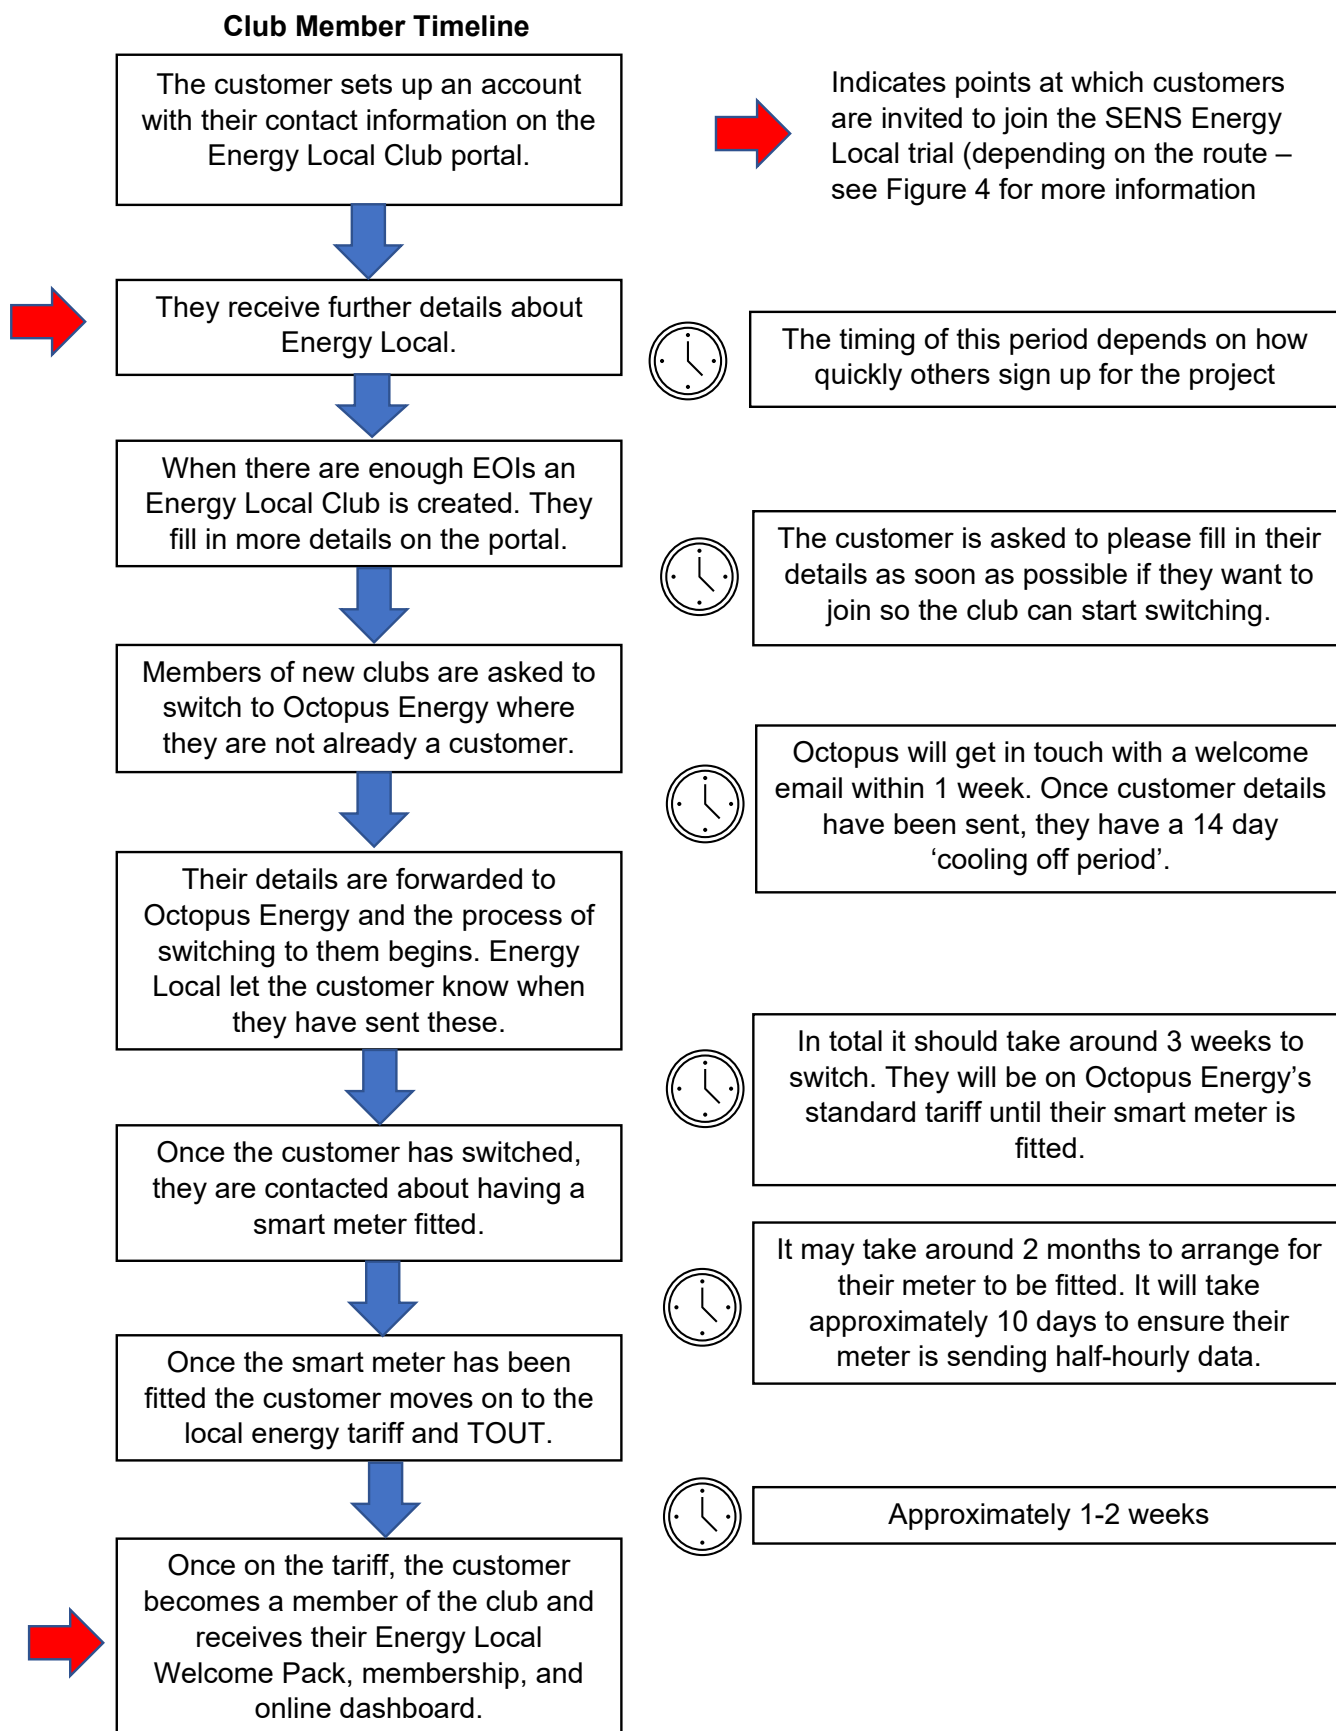 Club Member Timeline
The customer sets up an account
with their contact information on the
Energy Local Club portal.
Indicates points at which customers
are invited to join the SENS Energy
Local trial (depending on the route –
see Figure 4 for more information
They receive further details about
Energy Local.
The timing of this period depends on how
quickly others sign up for the project
When there are enough EOIs an
Energy Local Club is created. They
fill in more details on the portal.
The customer is asked to please fill in their
details as soon as possible if they want to
join so the club can start switching.
Members of new clubs are asked to
switch to Octopus Energy where
they are not already a customer.
Octopus will get in touch with a welcome
email within 1 week. Once customer details
have been sent, they have a 14 day
‘cooling off period’.
Their details are forwarded to
Octopus Energy and the process of
switching to them begins. Energy
Local let the customer know when
they have sent these.
In total it should take around 3 weeks to
switch. They will be on Octopus Energy’s
standard tariff until their smart meter is
fitted.
Once the customer has switched,
they are contacted about having a
smart meter fitted.
It may take around 2 months to arrange for
their meter to be fitted. It will take
approximately 10 days to ensure their
meter is sending half-hourly data.
Once the smart meter has been
fitted the customer moves on to the
local energy tariff and TOUT.
Approximately 1-2 weeks
Once on the tariff, the customer
becomes a member of the club and
receives their Energy Local
Welcome Pack, membership, and
online dashboard.